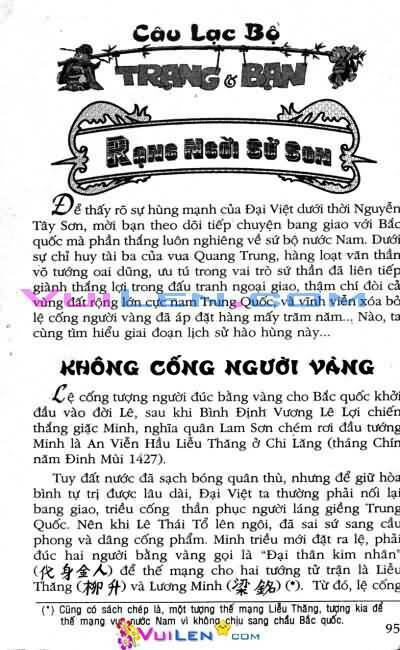 Câu Lạc Bộ
TRẠNG & BẠN
RẠNG NGỜI SỬ SON
Để thấy rõ sự hùng mạnh của Đại Việt dưới thời Nguyễn
Tây Sơn, mời bạn theo dõi tiếp chuyện bang giao với Bắc
quốc mà phần thắng luôn nghiêng về sứ bộ nước Nam. Dưới
sự chỉ huy tài ba của vua Quang Trung, hàng loạt văn thần
võ tướng oai dũng, ưu tú trong vai trò sứ thần đã liên tiếp
giành thắng lợi trong đấu tranh ngoại giao, thậm chí đòi cả
vùng đất rộng lớn cực nam Trung Quốc, và vĩnh viễn xóa bỏ
lệ cống người vàng đã áp đặt hàng mấy trăm năm... Nào, ta
cùng tìm hiểu giai đoạn lịch sử hào hùng này...
VUILEN.COM
KHÔNG CỐNG NGƯỜI VÀNG
Lệ cống tượng người đúc bằng vàng cho Bắc quốc khởi
đầu vào đời Lê, sau khi Bình Định Vương Lê Lợi chiến
thắng giặc Minh, nghĩa quân Lam Sơn chém rơi đầu tướng
Minh là An Viễn Hầu Liễu Thăng ở Chi Lăng (tháng Chín
năm Đinh Mùi 1427).
Tuy đất nước đã sạch bóng quân thù, nhưng để giữ hòa
bình tự trị được lâu dài, Đại Việt ta thường phải nối lại
bang giao, triều cống thần phục người láng giềng Trung
Quốc. Nên khi Lê Thái Tổ lên ngôi, đã sai sứ sang cầu
phong và dâng cống phẩm. Minh triều mới đặt ra lệ, phải
đúc hai người bằng vàng gọi là "Đại thân kim nhân"
(代身金人) để thế mạng cho hai tướng tử trận là Liễu
Thăng (柳升) và Lương Minh (梁銘) (*). Từ đó, lệ cống
(*) Cũng có sách chép là, một tượng thế mạng Liễu Thăng, tượng kia để
thế mạng vua nước Nam vì không chịu sang chầu Bắc quốc.
95
VUILEN.COM